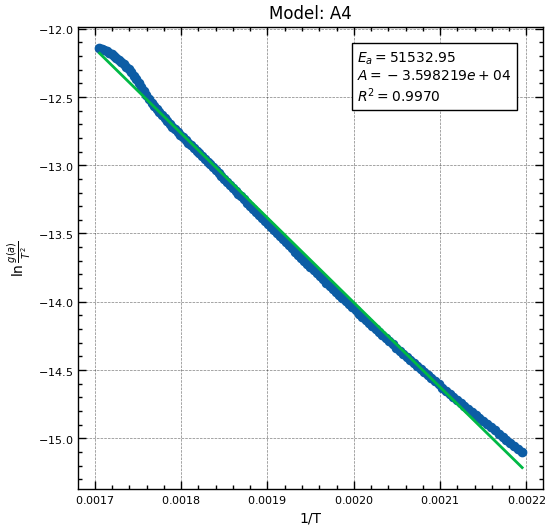 Model: A4
E_a = 51532.95
A = −3.598219e + 04
R² = 0.9970
−12.0
−12.5
−13.0
−13.5
−14.0
−14.5
−15.0
ln g(a)/T²
0.0017 0.0018 0.0019 0.0020 0.0021 0.0022
1/T